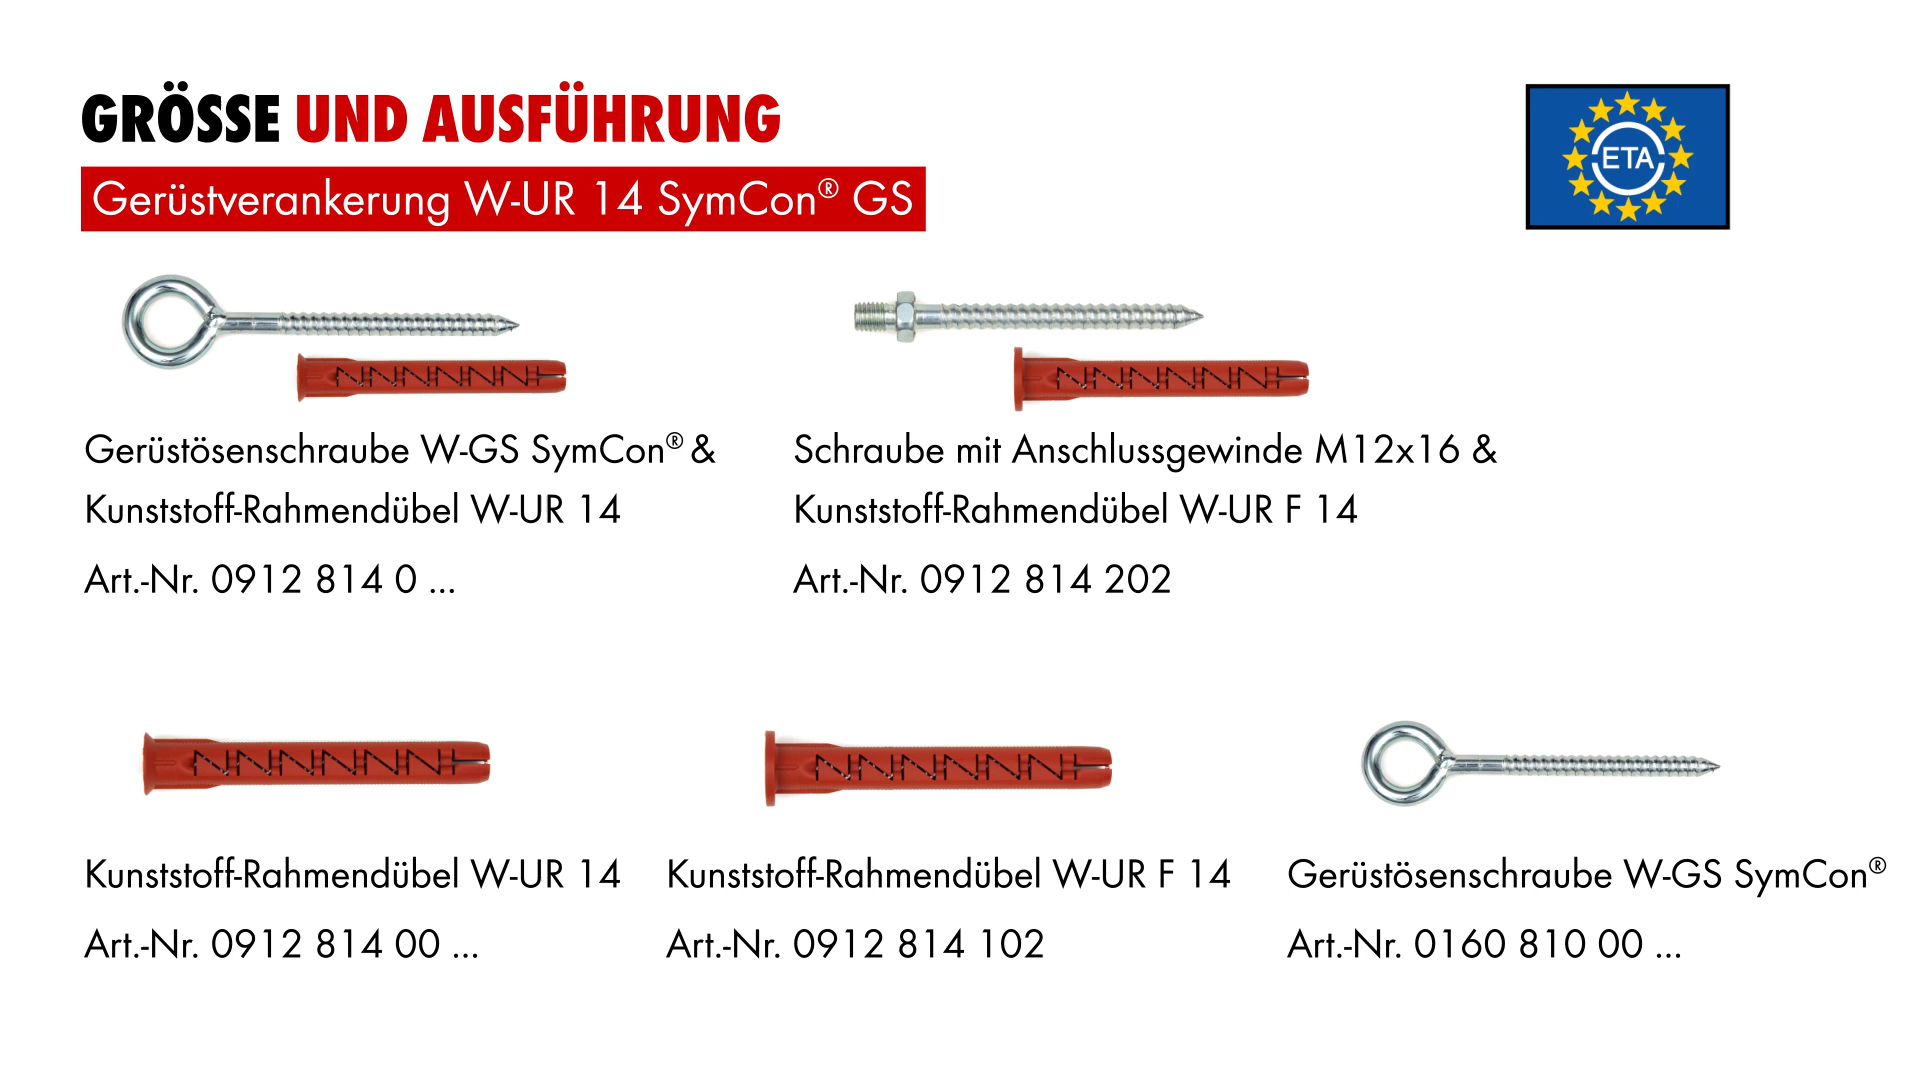 GRÖSSE UND AUSFÜHRUNG
Gerüstverankerung W-UR 14 SymCon® GS
ETA
Gerüstösenschraube W-GS SymCon® &
Kunststoff-Rahmendübel W-UR 14
Art.-Nr. 0912 814 0 ...
Schraube mit Anschlussgewinde M12x16 &
Kunststoff-Rahmendübel W-UR F 14
Art.-Nr. 0912 814 202
Kunststoff-Rahmendübel W-UR 14
Art.-Nr. 0912 814 00 ...
Kunststoff-Rahmendübel W-UR F 14
Art.-Nr. 0912 814 102
Gerüstösenschraube W-GS SymCon®
Art.-Nr. 0160 810 00 ...